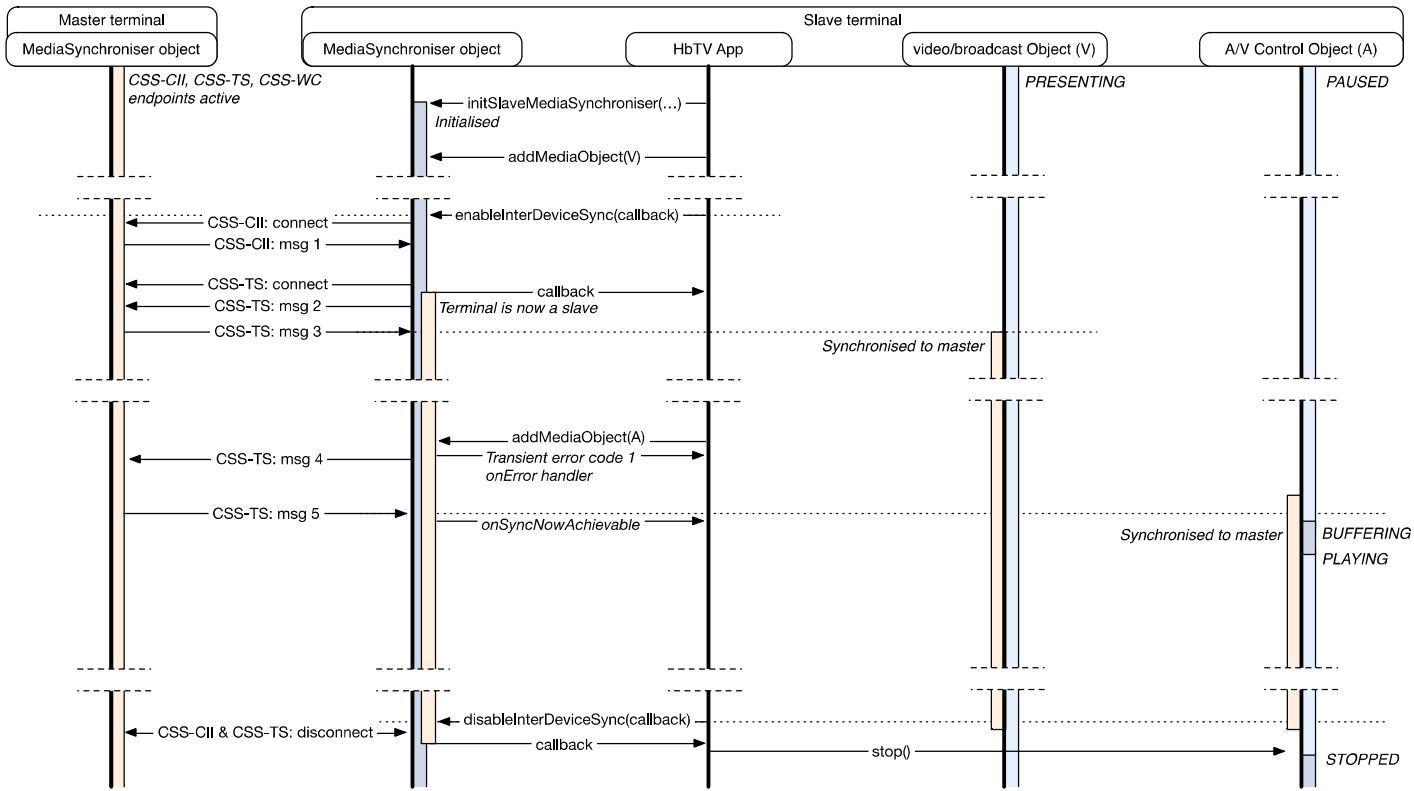 Master terminal
Slave terminal
MediaSynchroniser object
MediaSynchroniser object
HbTV App
video/broadcast Object (V)
A/V Control Object (A)
CSS-CII, CSS-TS, CSS-WC
endpoints active
PRESENTING
PAUSED
initSlaveMediaSynchroniser(...)
Initialised
addMediaObject(V)
enableInterDeviceSync(callback)
CSS-CII: connect
CSS-CII: msg 1
CSS-TS: connect
callback
CSS-TS: msg 2
Terminal is now a slave
CSS-TS: msg 3
Synchronised to master
addMediaObject(A)
CSS-TS: msg 4
Transient error code 1
onError handler
CSS-TS: msg 5
onSyncNowAchievable
Synchronised to master
BUFFERING
PLAYING
disableInterDeviceSync(callback)
CSS-CII & CSS-TS: disconnect
callback
stop()
STOPPED